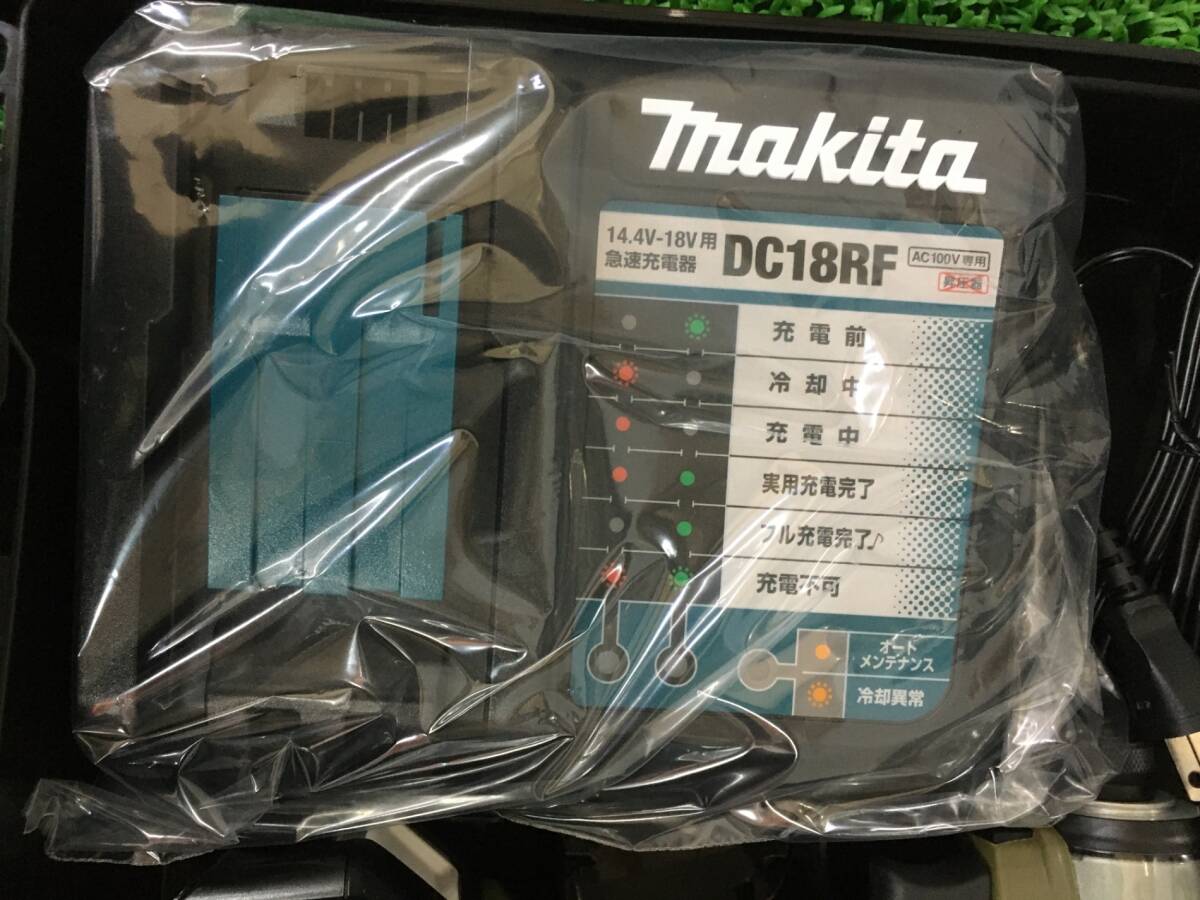 makita
14.4V-18V用
急速充電器
DC18RF
AC100V専用
昇圧器
充電前
冷却中
充電中
実用充電完了
フル充電完了♪
充電不可
オート
メンテナンス
冷却異常